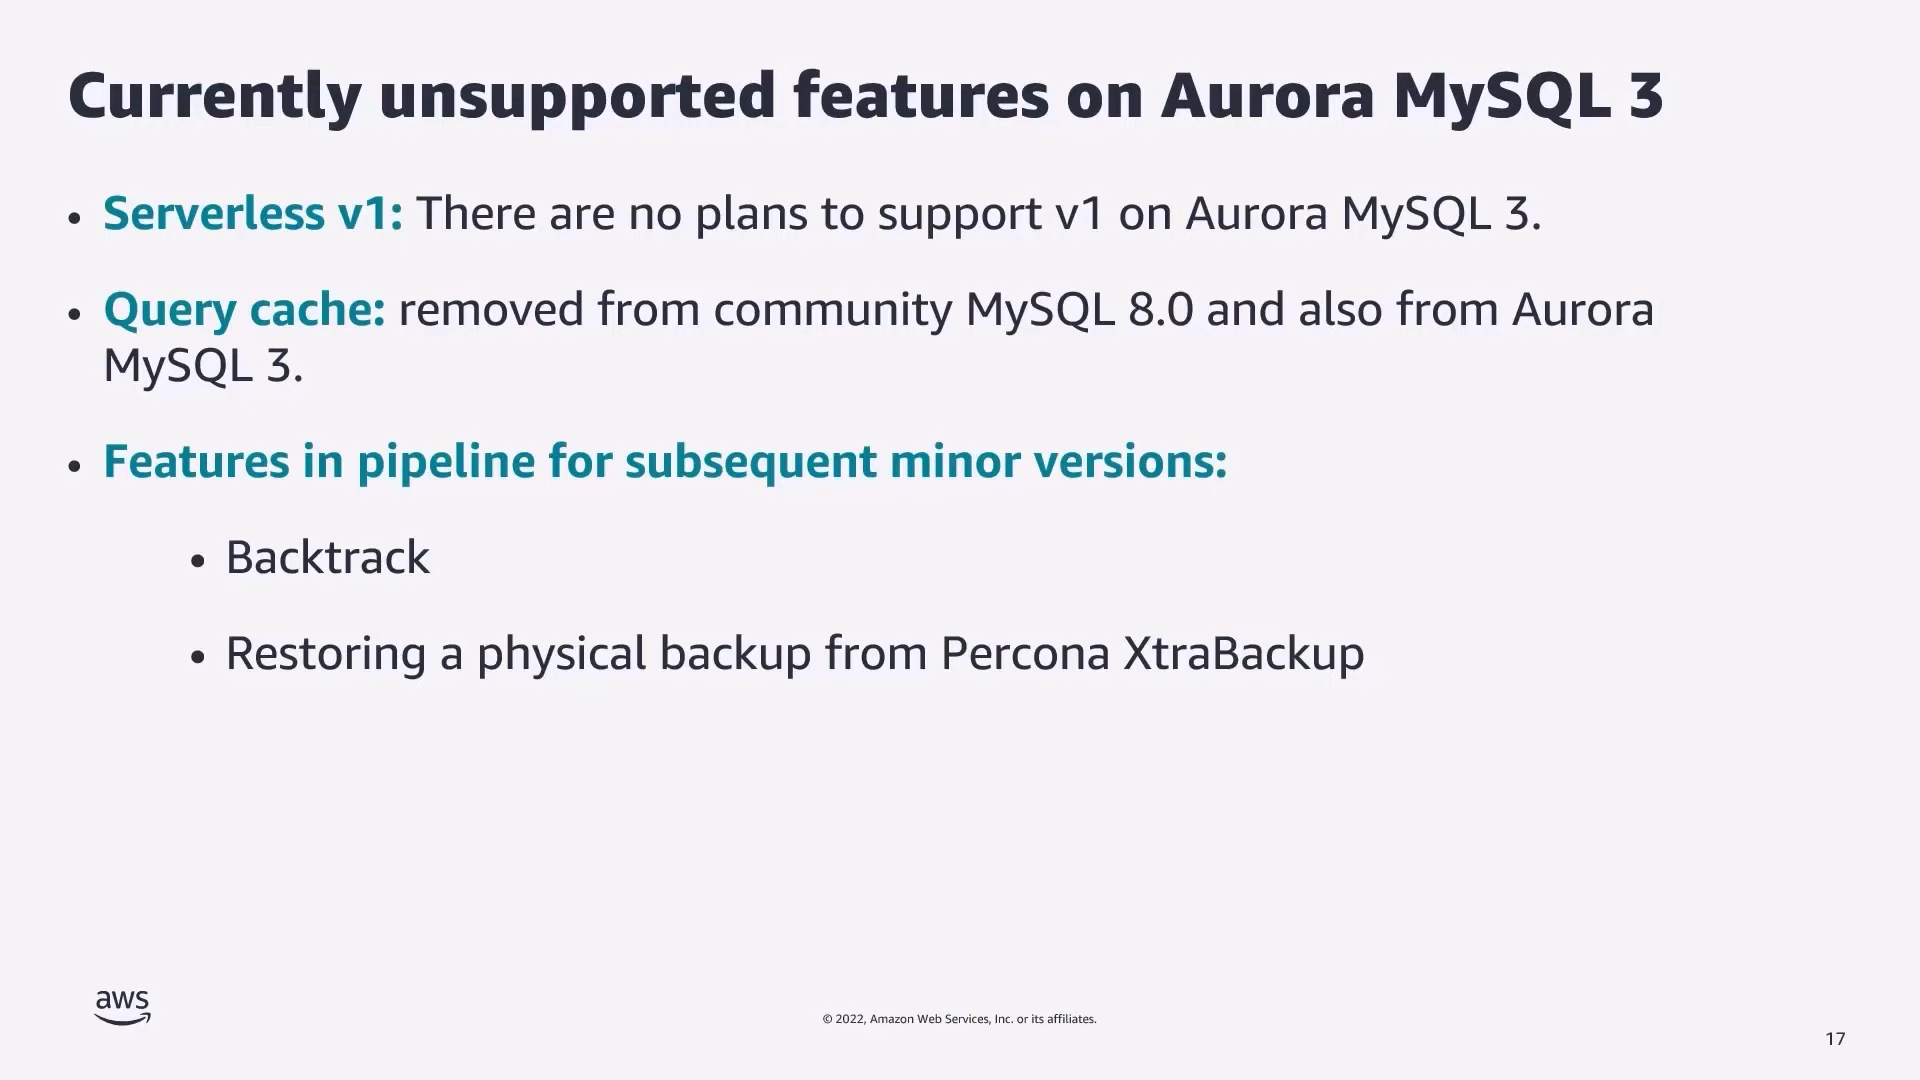 Currently unsupported features on Aurora MySQL 3
• Serverless v1: There are no plans to support v1 on Aurora MySQL 3.
• Query cache: removed from community MySQL 8.0 and also from Aurora
MySQL 3.
• Features in pipeline for subsequent minor versions:
• Backtrack
• Restoring a physical backup from Percona XtraBackup
aws
© 2022, Amazon Web Services, Inc. or its affiliates.
17